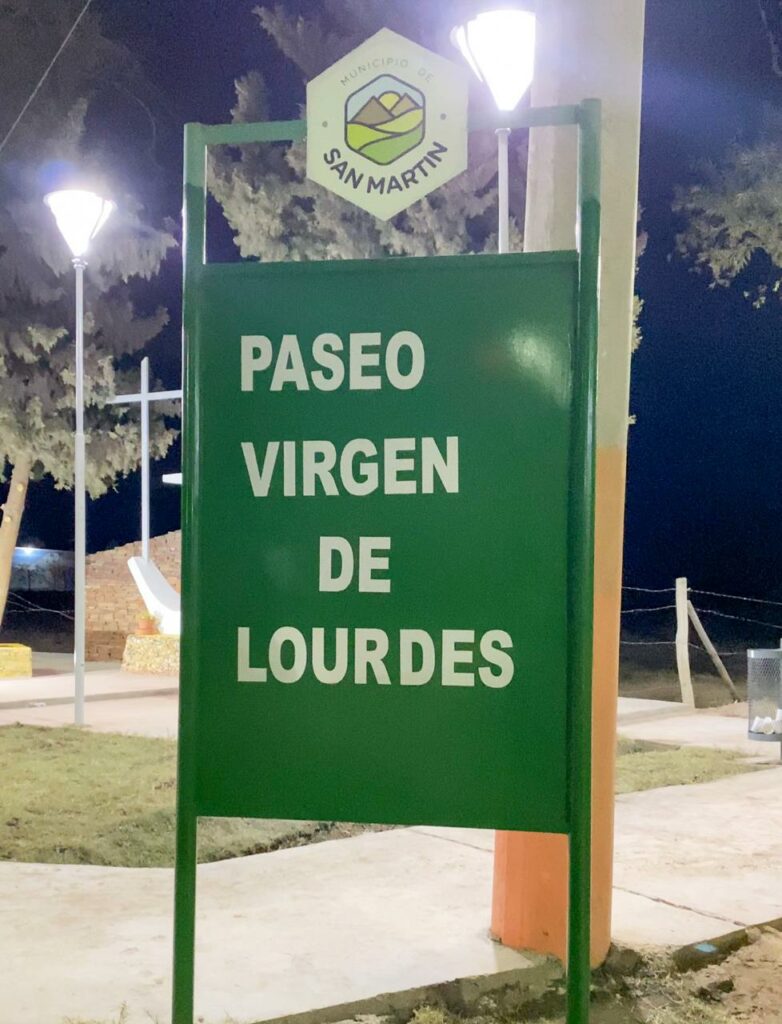 MUNICIPIO DE
SAN MARTIN
PASEO
VIRGEN
DE
LOURDES